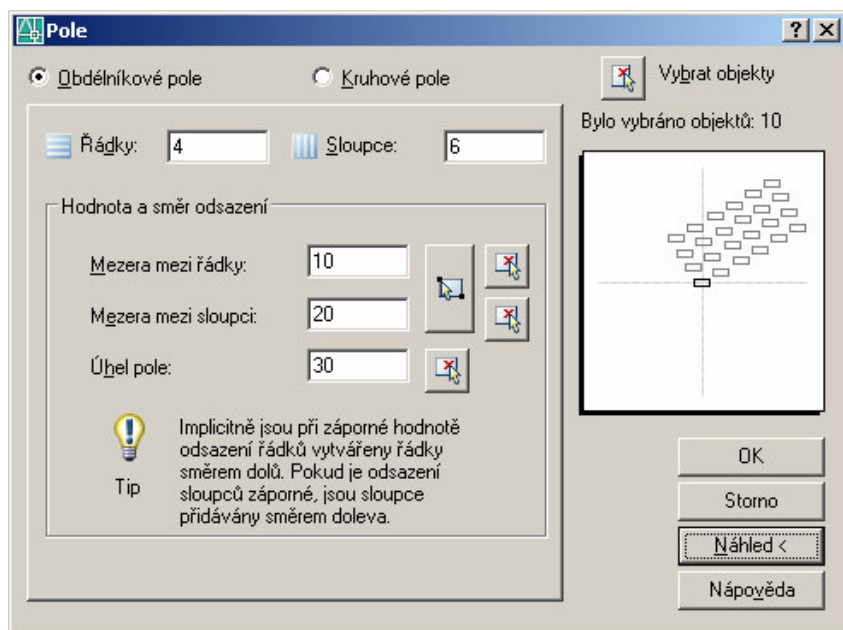 Pole
Obdélníkové pole
Kruhové pole
Vybrat objekty
Bylo vybráno objektů: 10
Řádky:
4
Sloupce:
6
Hodnota a směr odsazení
Mezera mezi řádky:
10
Mezera mezi sloupci:
20
Úhel pole:
30
Tip
Implicitně jsou při záporné hodnotě
odsazení řádků vytvářeny řádky
směrem dolů. Pokud je odsazení
sloupců záporné, jsou sloupce
přidávány směrem doleva.
OK
Storno
Náhled <
Nápověda